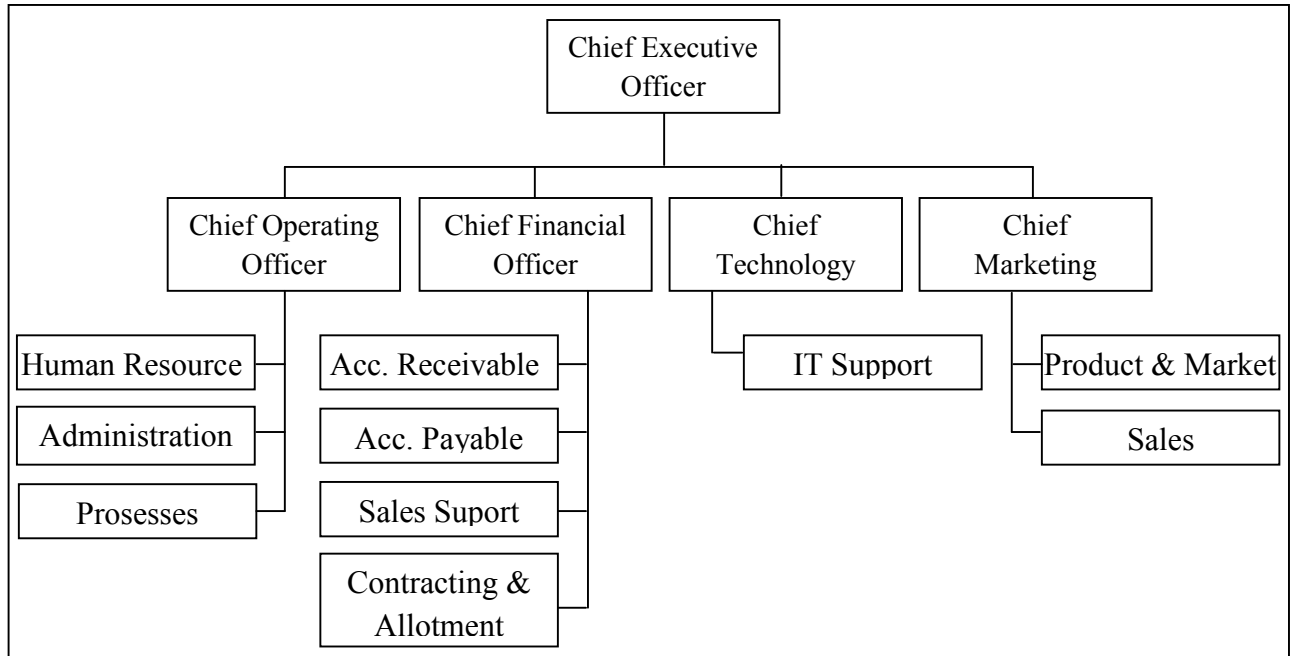 Chief Executive
Officer
Chief Operating
Officer
Chief Financial
Officer
Chief
Technology
Chief
Marketing
Human Resource
Administration
Prosesses
Acc. Receivable
Acc. Payable
Sales Suport
Contracting &
Allotment
IT Support
Product & Market
Sales